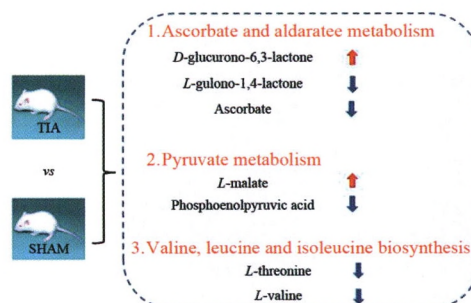 1.Ascorbate and aldaratee metabolism
D-glucurono-6,3-lactone
L-gulono-1,4-lactone
Ascorbate
TIA
vs
SHAM
2.Pyruvate metabolism
L-malate
Phosphoenolpyruvic acid
3.Valine, leucine and isoleucine biosynthesis
L-threonine
L-valine